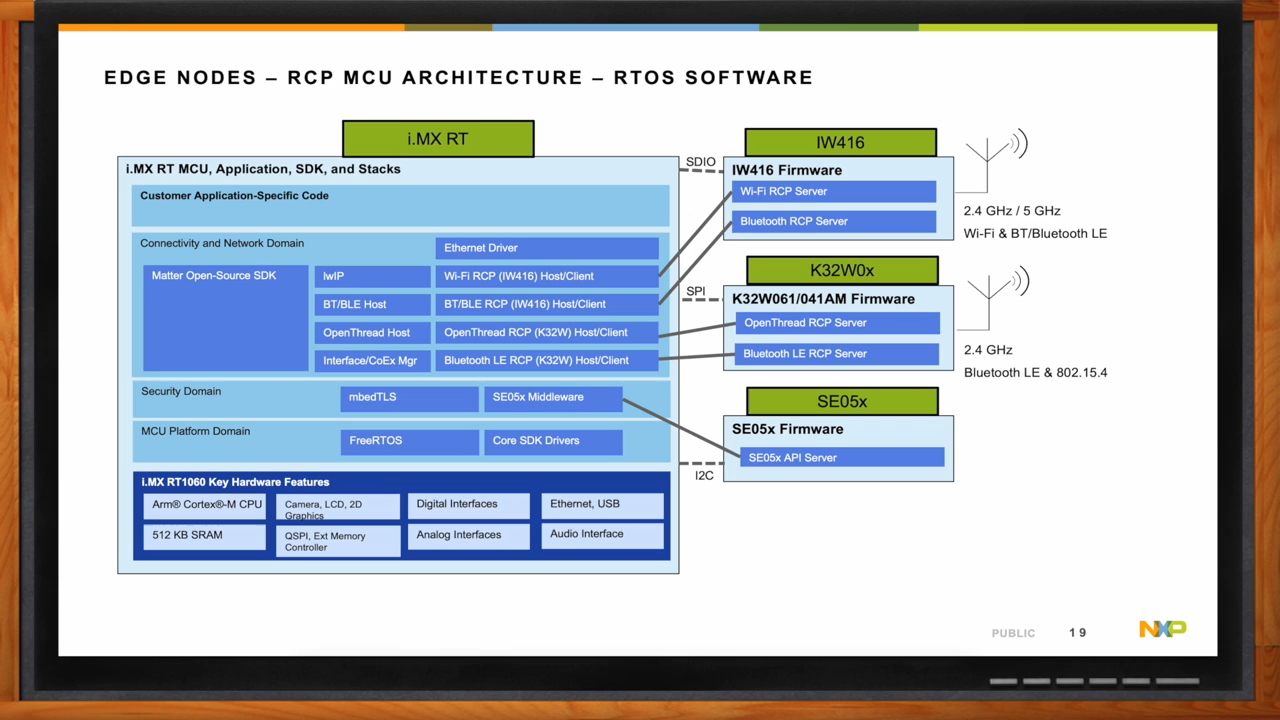 EDGE NODES – RCP MCU ARCHITECTURE – RTOS SOFTWARE
i.MX RT
i.MX RT MCU, Application, SDK, and Stacks
Customer Application-Specific Code
Connectivity and Network Domain
Ethernet Driver
Matter Open-Source SDK
lwIP
Wi-Fi RCP (IW416) Host/Client
BT/BLE Host
BT/BLE RCP (IW416) Host/Client
OpenThread Host
OpenThread RCP (K32W) Host/Client
Interface/CoEx Mgr
Bluetooth LE RCP (K32W) Host/Client
Security Domain
mbedTLS
SE05x Middleware
MCU Platform Domain
FreeRTOS
Core SDK Drivers
i.MX RT1060 Key Hardware Features
Arm® Cortex®-M CPU
Camera, LCD, 2D
Graphics
Digital Interfaces
Ethernet, USB
512 KB SRAM
QSPI, Ext Memory
Controller
Analog Interfaces
Audio Interface
SDIO
SPI
I2C
IW416
IW416 Firmware
Wi-Fi RCP Server
Bluetooth RCP Server
2.4 GHz / 5 GHz
Wi-Fi & BT/Bluetooth LE
K32W0x
K32W061/041AM Firmware
OpenThread RCP Server
Bluetooth LE RCP Server
2.4 GHz
Bluetooth LE & 802.15.4
SE05x
SE05x Firmware
SE05x API Server
PUBLIC
19
NXP